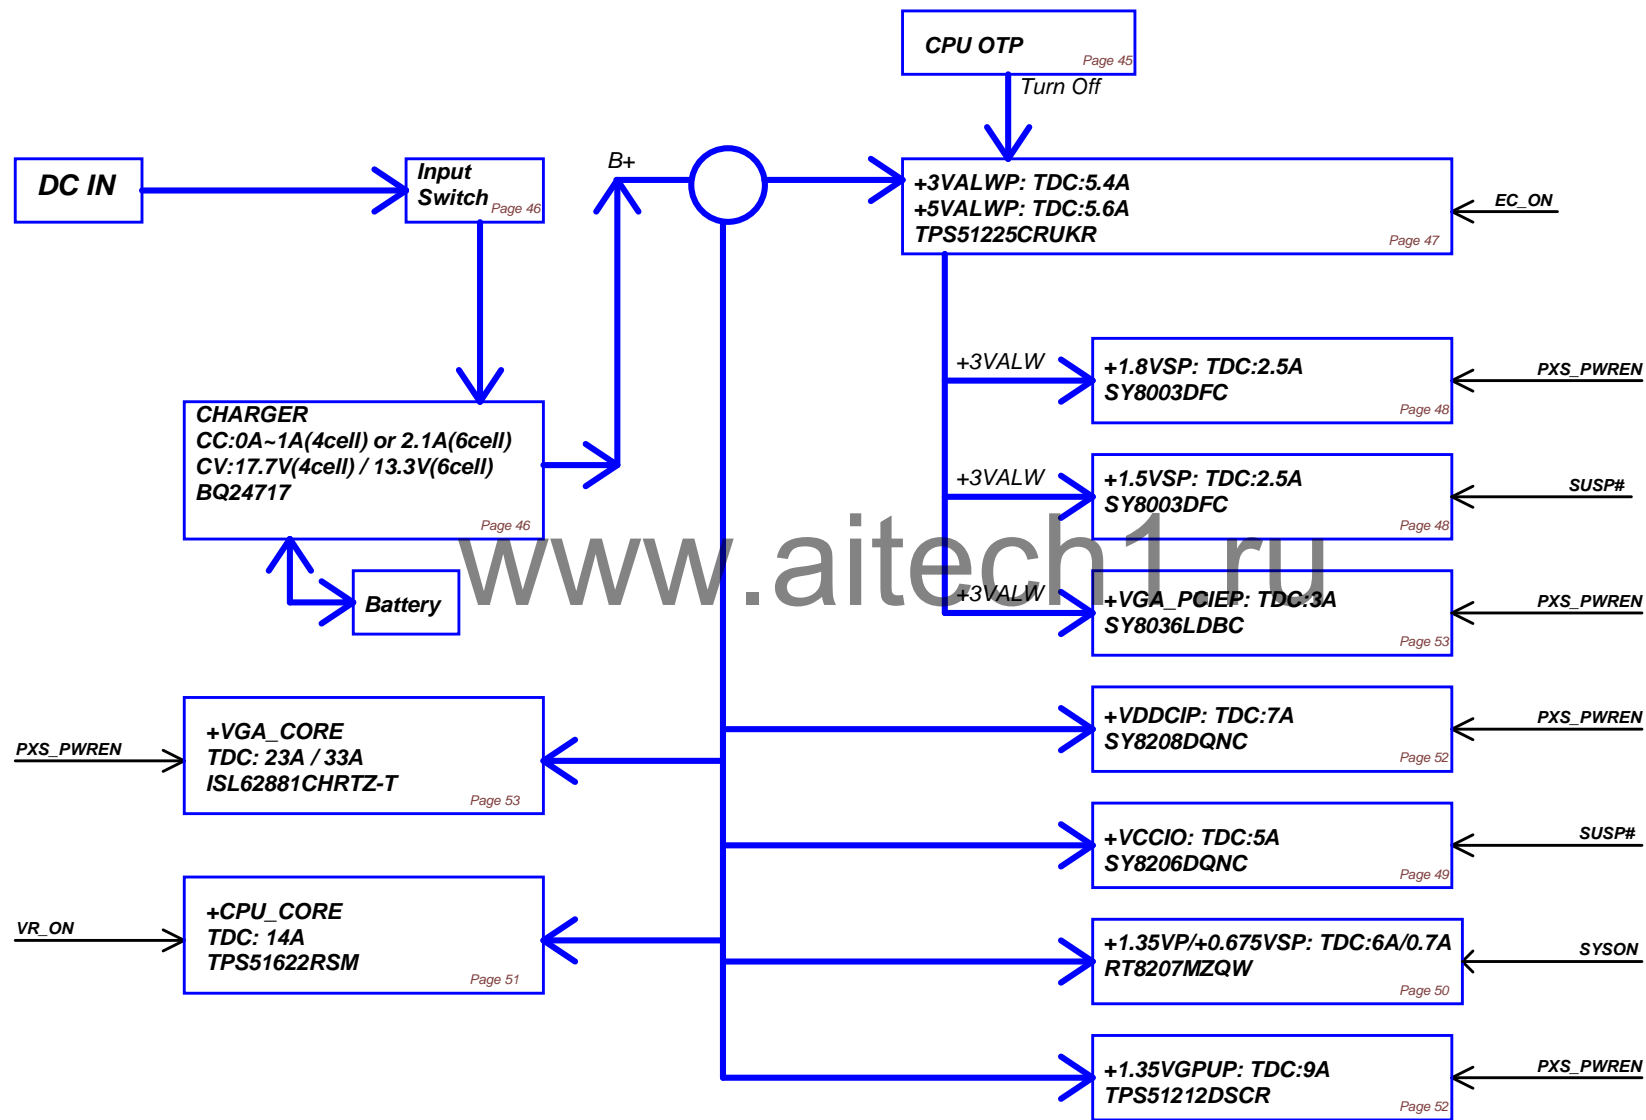 CPU OTP
Page 45
Turn Off
DC IN
Input
Switch
Page 46
B+
+3VALWP: TDC:5.4A
+5VALWP: TDC:5.6A
TPS51225CRUKR
Page 47
EC_ON
CHARGER
CC:0A~1A(4cell) or 2.1A(6cell)
CV:17.7V(4cell) / 13.3V(6cell)
BQ24717
Page 46
Battery
+3VALW
+1.8VSP: TDC:2.5A
SY8003DFC
Page 48
PXS_PWREN
+3VALW
+1.5VSP: TDC:2.5A
SY8003DFC
Page 48
SUSP#
www.aitech1.ru
+3VALW
+VGA_PCIEP: TDC:3A
SY8036LDBC
Page 53
PXS_PWREN
PXS_PWREN
+VGA_CORE
TDC: 23A / 33A
ISL62881CHRTZ-T
Page 53
+VDDCIP: TDC:7A
SY8208DQNC
Page 52
PXS_PWREN
+VCCIO: TDC:5A
SY8206DQNC
Page 49
SUSP#
VR_ON
+CPU_CORE
TDC: 14A
TPS51622RSM
Page 51
+1.35VP/+0.675VSP: TDC:6A/0.7A
RT8207MZQW
Page 50
SYSON
+1.35VGPUP: TDC:9A
TPS51212DSCR
Page 52
PXS_PWREN